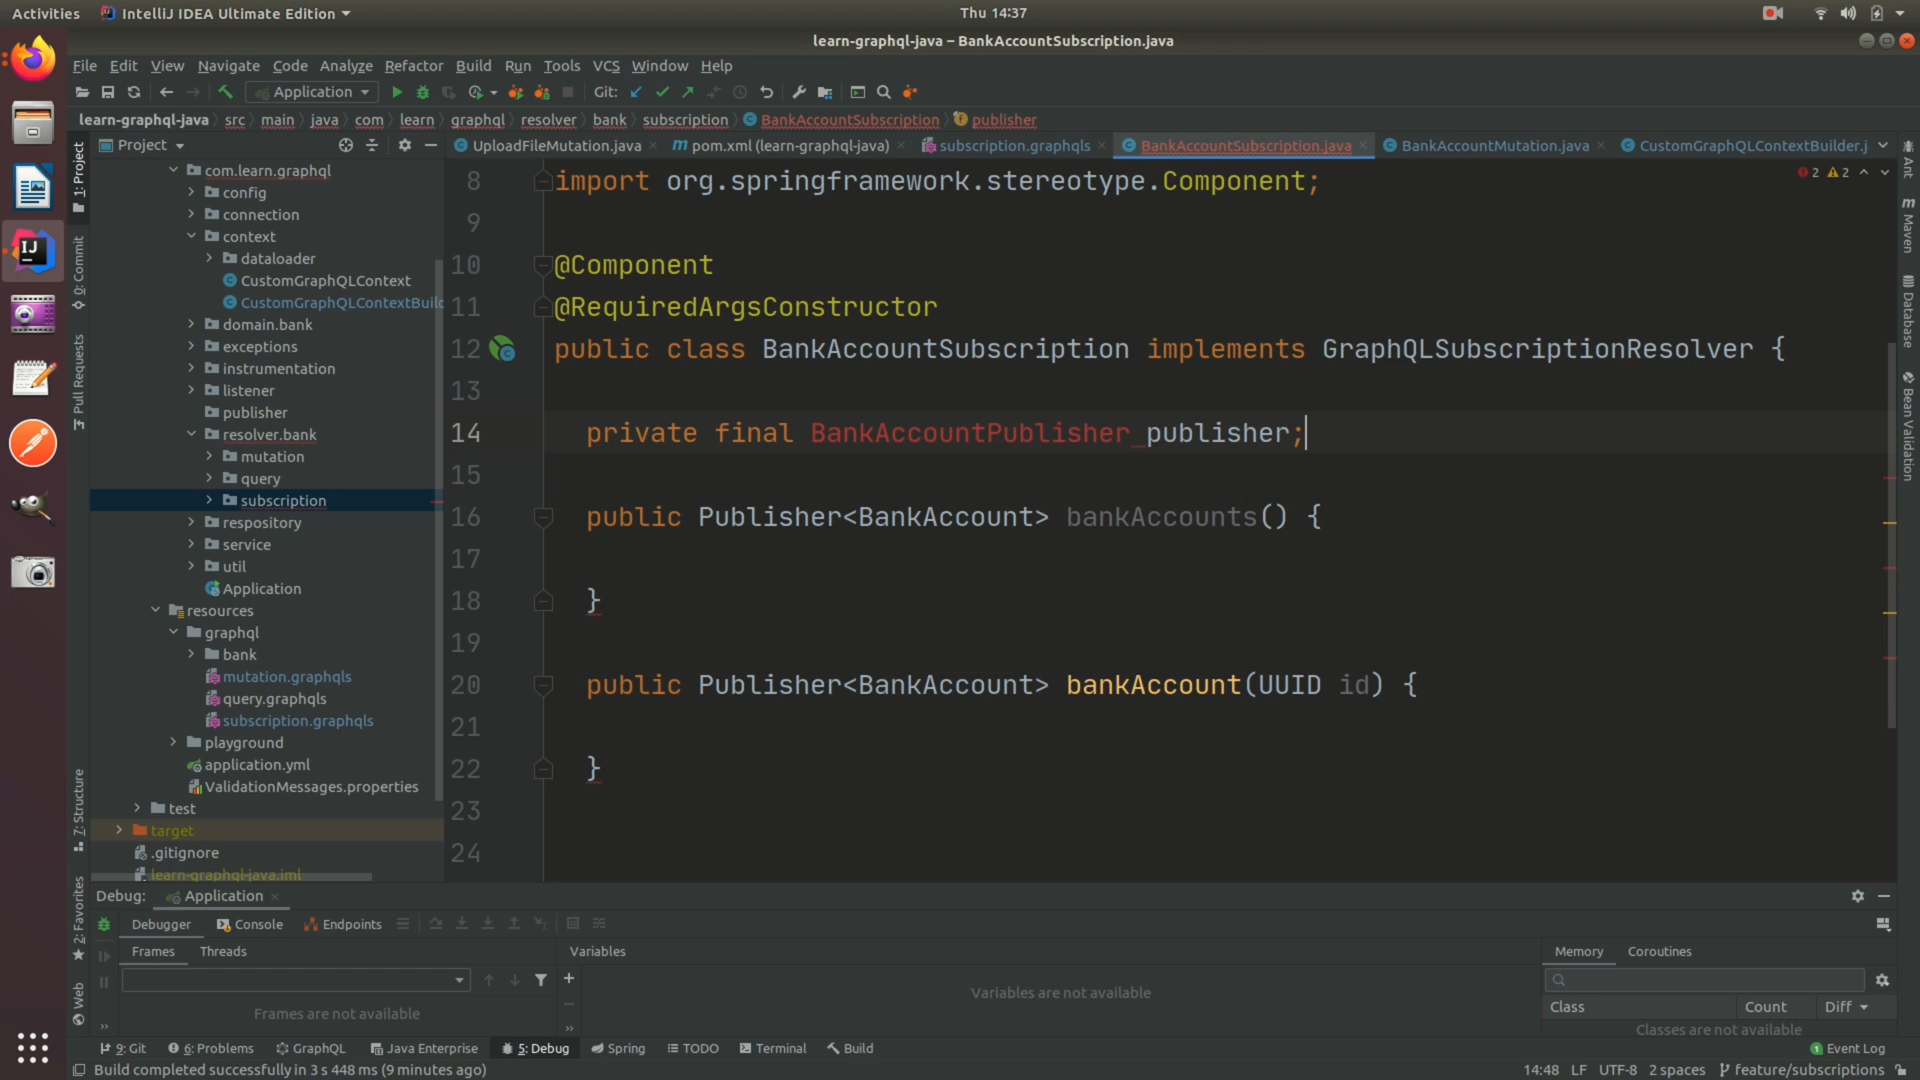 Activities
IntelliJ IDEA Ultimate Edition
Thu 14:37
learn-graphql-java – BankAccountSubscription.java
File Edit View Navigate Code Analyze Refactor Build Run Tools VCS Window Help
Application
Git:
learn-graphql-java src main java com learn graphql resolver bank subscription BankAccountSubscription publisher
Project
UploadFileMutation.java
pom.xml (learn-graphql-java)
subscription.graphqls
BankAccountSubscription.java
BankAccountMutation.java
CustomGraphQLContextBuilder.j
1: Project
0: Commit
Pull Requests
Z: Structure
2: Favorites
Web
com.learn.graphql
config
connection
context
dataloader
CustomGraphQLContext
CustomGraphQLContextBuil
domain.bank
exceptions
instrumentation
listener
publisher
resolver.bank
mutation
query
subscription
respository
service
util
Application
resources
graphql
bank
mutation.graphqls
query.graphqls
subscription.graphqls
playground
application.yml
ValidationMessages.properties
test
target
.gitignore
learn-graphql-java.iml
2 2
8 import org.springframework.stereotype.Component;
9
10 @Component
11 @RequiredArgsConstructor
12 public class BankAccountSubscription implements GraphQLSubscriptionResolver {
13
14 private final BankAccountPublisher publisher;
15
16 public Publisher<BankAccount> bankAccounts() {
17
18 }
19
20 public Publisher<BankAccount> bankAccount(UUID id) {
21
22 }
23
24
Ant
Maven
Database
Bean Validation
Debug: Application
Debugger Console Endpoints
Frames Threads
Variables
Memory Coroutines
Frames are not available
Variables are not available
Class Count Diff
Classes are not available
9: Git
6: Problems
GraphQL
Java Enterprise
5: Debug
Spring
TODO
Terminal
Build
1 Event Log
Build completed successfully in 3 s 448 ms (9 minutes ago)
14:48 LF UTF-8 2 spaces feature/subscriptions